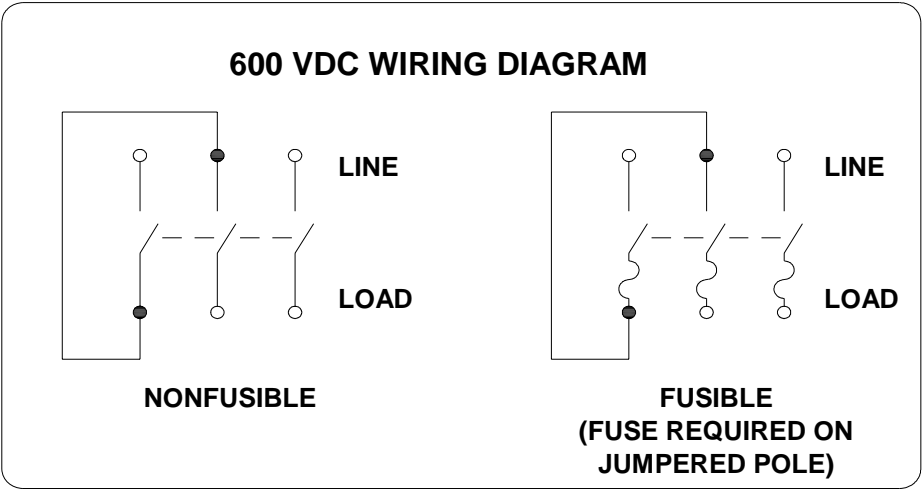 600 VDC WIRING DIAGRAM
LINE
LOAD
NONFUSIBLE
LINE
LOAD
FUSIBLE
(FUSE REQUIRED ON
JUMPERED POLE)